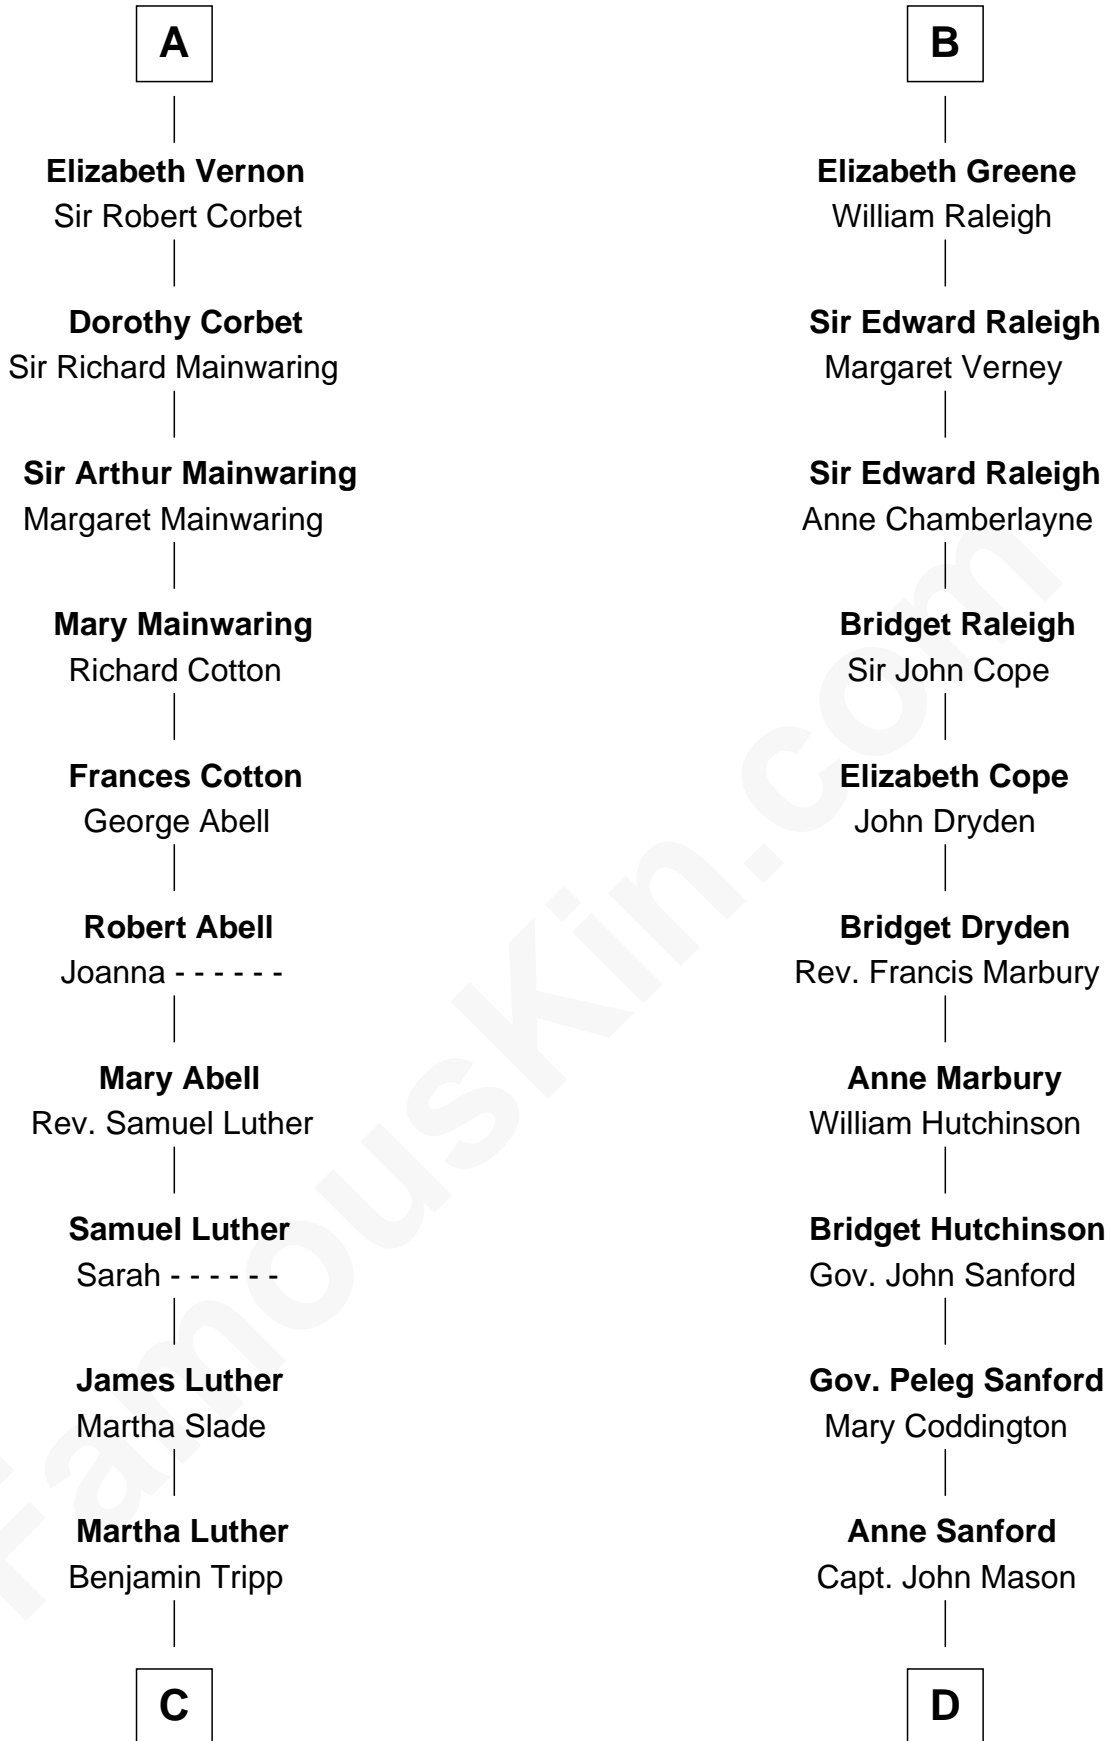 A
Elizabeth Vernon
Sir Robert Corbet
Dorothy Corbet
Sir Richard Mainwaring
Sir Arthur Mainwaring
Margaret Mainwaring
Mary Mainwaring
Richard Cotton
Frances Cotton
George Abell
Robert Abell
Joanna - - - - - -
Mary Abell
Rev. Samuel Luther
Samuel Luther
Sarah - - - - - -
James Luther
Martha Slade
Martha Luther
Benjamin Tripp
C
B
Elizabeth Greene
William Raleigh
Sir Edward Raleigh
Margaret Verney
Sir Edward Raleigh
Anne Chamberlayne
Bridget Raleigh
Sir John Cope
Elizabeth Cope
John Dryden
Bridget Dryden
Rev. Francis Marbury
Anne Marbury
William Hutchinson
Bridget Hutchinson
Gov. John Sanford
Gov. Peleg Sanford
Mary Coddington
Anne Sanford
Capt. John Mason
D
FamousKin.com